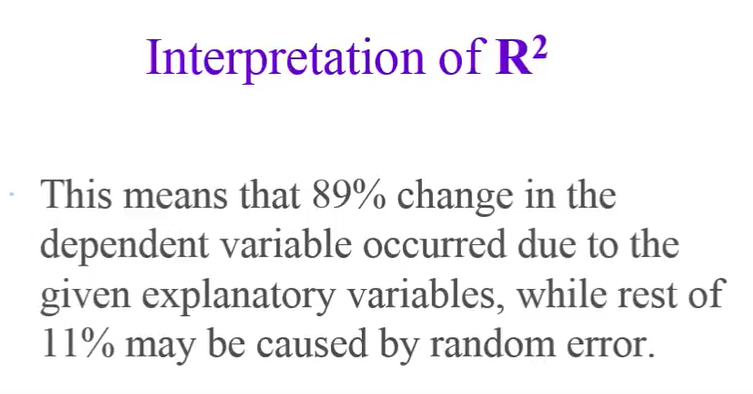 Interpretation of R²
· This means that 89% change in the
dependent variable occurred due to the
given explanatory variables, while rest of
11% may be caused by random error.